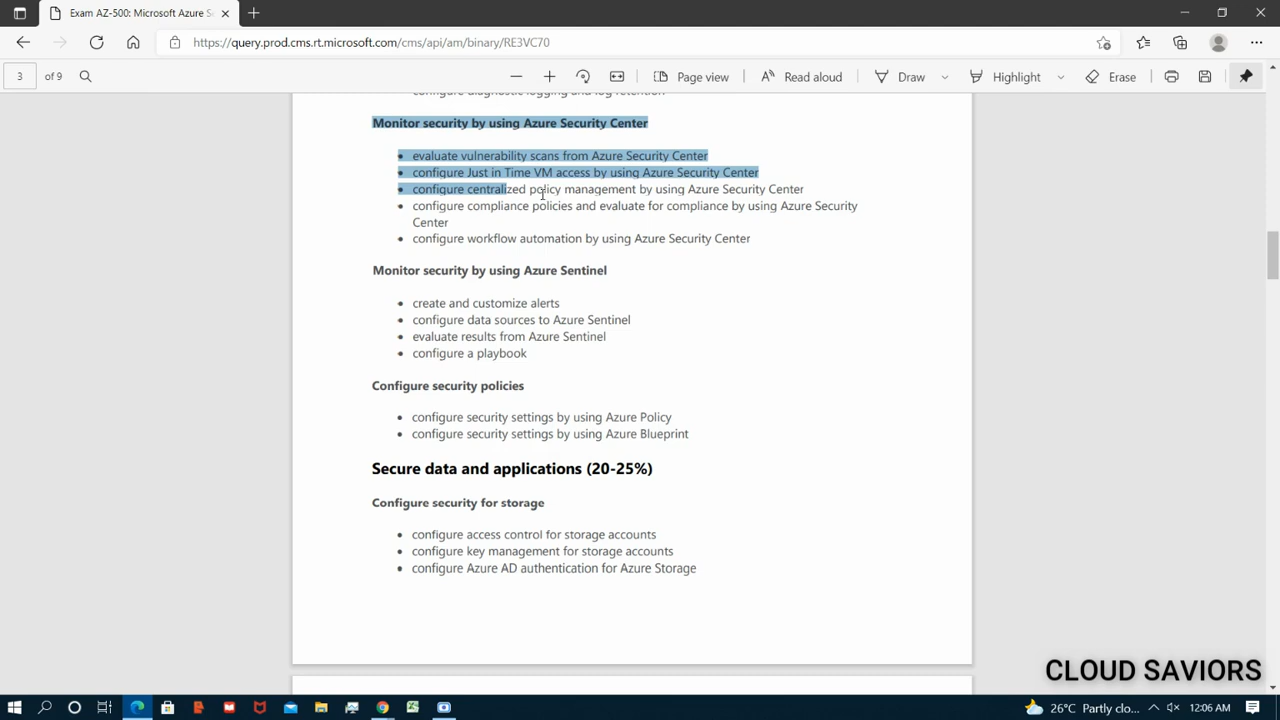 Exam AZ-500: Microsoft Azure S
https://query.prod.cms.rt.microsoft.com/cms/api/am/binary/RE3VC70
3 of 9
Page view
Read aloud
Draw
Highlight
Erase
configure diagnostic logging and log retention
Monitor security by using Azure Security Center
• evaluate vulnerability scans from Azure Security Center
• configure Just in Time VM access by using Azure Security Center
• configure centralized policy management by using Azure Security Center
• configure compliance policies and evaluate for compliance by using Azure Security
Center
• configure workflow automation by using Azure Security Center
Monitor security by using Azure Sentinel
• create and customize alerts
• configure data sources to Azure Sentinel
• evaluate results from Azure Sentinel
• configure a playbook
Configure security policies
• configure security settings by using Azure Policy
• configure security settings by using Azure Blueprint
Secure data and applications (20-25%)
Configure security for storage
• configure access control for storage accounts
• configure key management for storage accounts
• configure Azure AD authentication for Azure Storage
CLOUD SAVIORS
26°C Partly clo...
12:06 AM